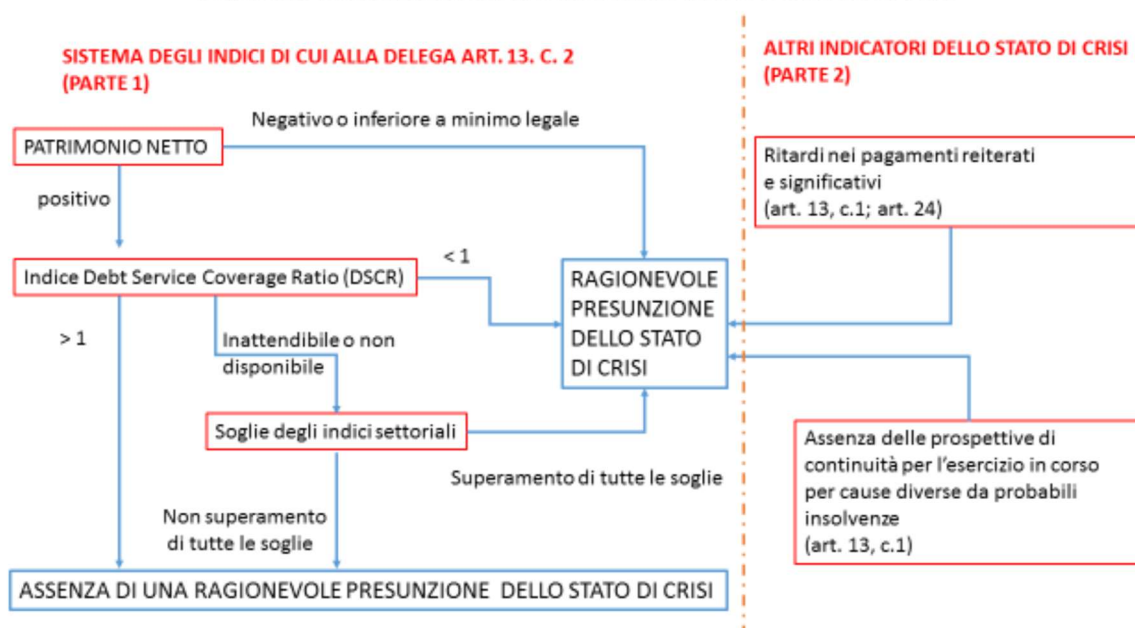 SISTEMA DEGLI INDICI DI CUI ALLA DELEGA ART. 13. C. 2
(PARTE 1)
ALTRI INDICATORI DELLO STATO DI CRISI
(PARTE 2)
Negativo o inferiore a minimo legale
PATRIMONIO NETTO
positivo
Ritardi nei pagamenti reiterati
e significativi
(art. 13, c.1; art. 24)
< 1
Indice Debt Service Coverage Ratio (DSCR)
RAGIONEVOLE
PRESUNZIONE
DELLO STATO
DI CRISI
> 1
Inattendibile o non
disponibile
Soglie degli indici settoriali
Superamento di tutte le soglie
Assenza delle prospettive di
continuità per l'esercizio in corso
per cause diverse da probabili
insolvenze
(art. 13, c.1)
Non superamento
di tutte le soglie
ASSENZA DI UNA RAGIONEVOLE PRESUNZIONE DELLO STATO DI CRISI